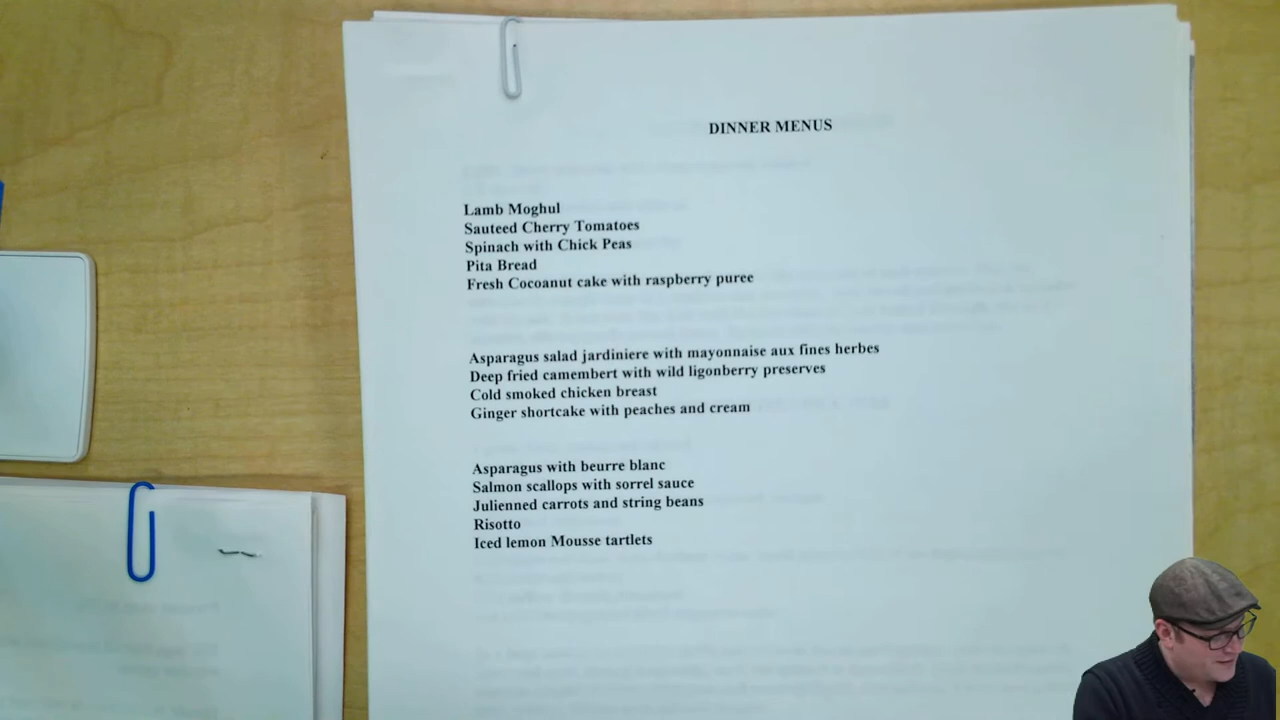 DINNER MENUS
Lamb Moghul
Sauteed Cherry Tomatoes
Spinach with Chick Peas
Pita Bread
Fresh Cocoanut cake with raspberry puree
Asparagus salad jardiniere with mayonnaise aux fines herbes
Deep fried camembert with wild ligonberry preserves
Cold smoked chicken breast
Ginger shortcake with peaches and cream
Asparagus with beurre blanc
Salmon scallops with sorrel sauce
Julienned carrots and string beans
Risotto
Iced lemon Mousse tartlets